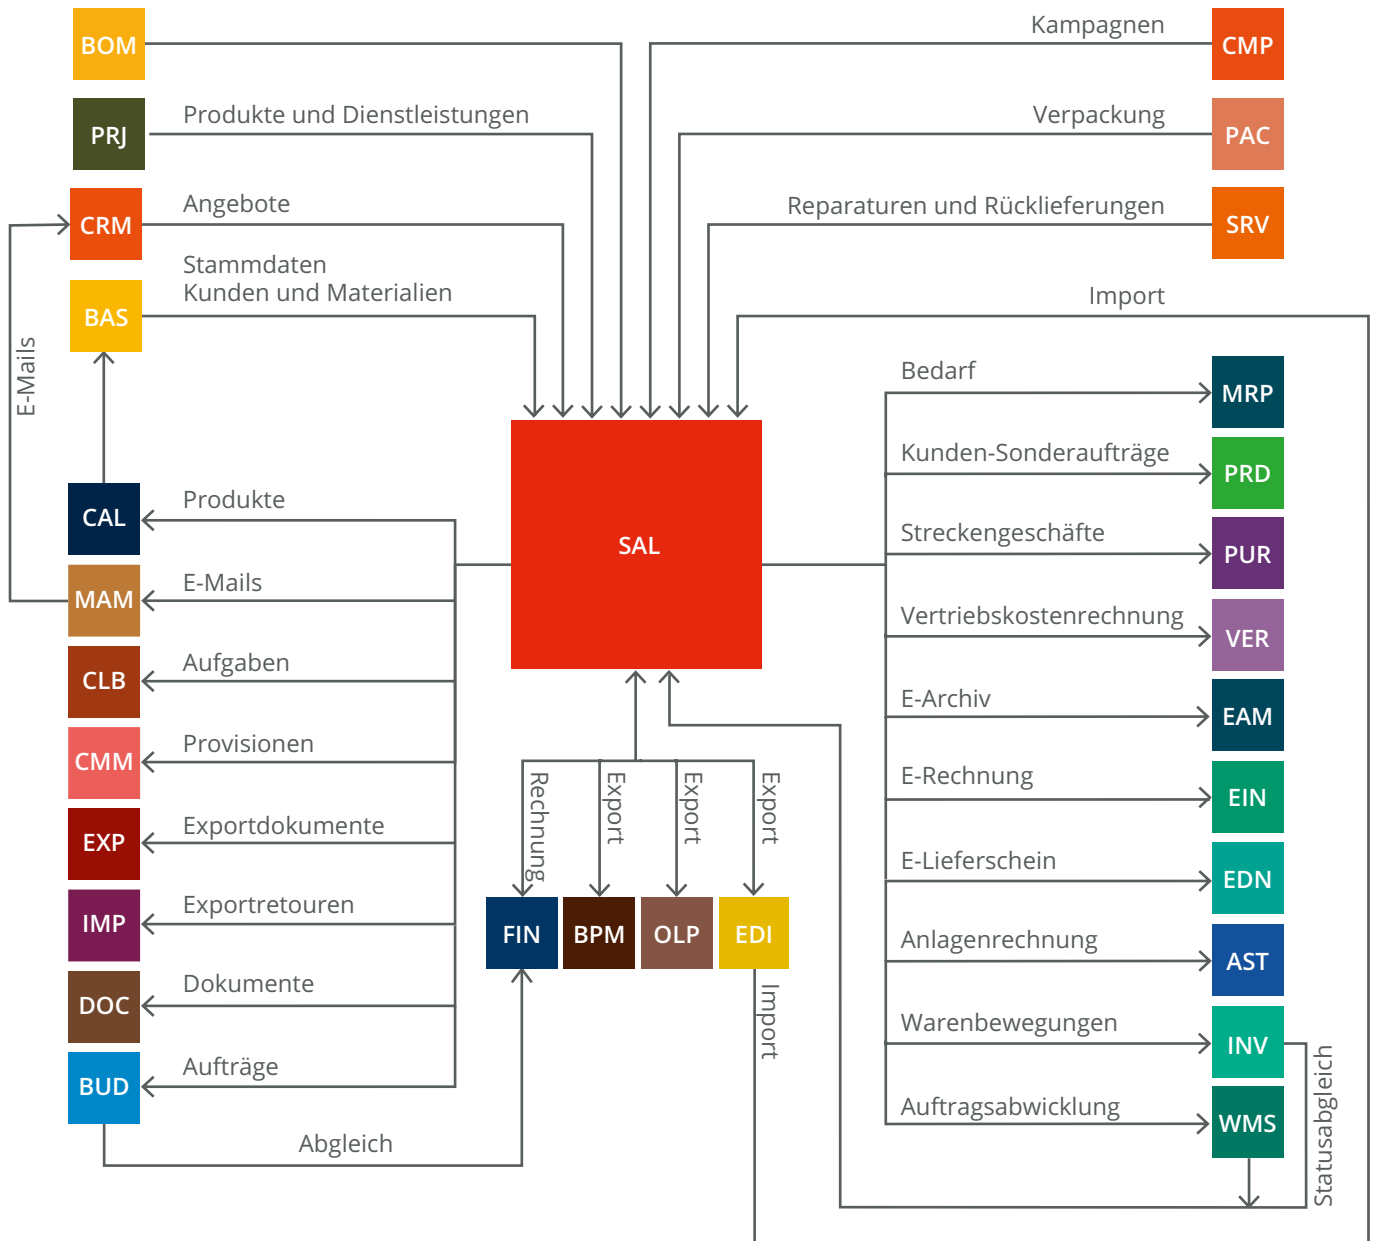 BOM
Kampagnen
CMP
PRJ
Produkte und Dienstleistungen
Verpackung
PAC
CRM
Angebote
Reparaturen und Rücklieferungen
SRV
BAS
Stammdaten
Kunden und Materialien
Import
E-Mails
Bedarf
MRP
Kunden-Sonderaufträge
PRD
CAL
Produkte
SAL
Streckengeschäfte
PUR
MAM
E-Mails
Vertriebskostenrechnung
VER
CLB
Aufgaben
E-Archiv
EAM
CMM
Provisionen
E-Rechnung
EIN
Rechnung
Export
Export
Export
EXP
Exportdokumente
E-Lieferschein
EDN
IMP
Exportretouren
FIN
BPM
OLP
EDI
Anlagenrechnung
AST
DOC
Dokumente
Import
Warenbewegungen
INV
BUD
Aufträge
Auftragsabwicklung
WMS
Statusabgleich
Abgleich